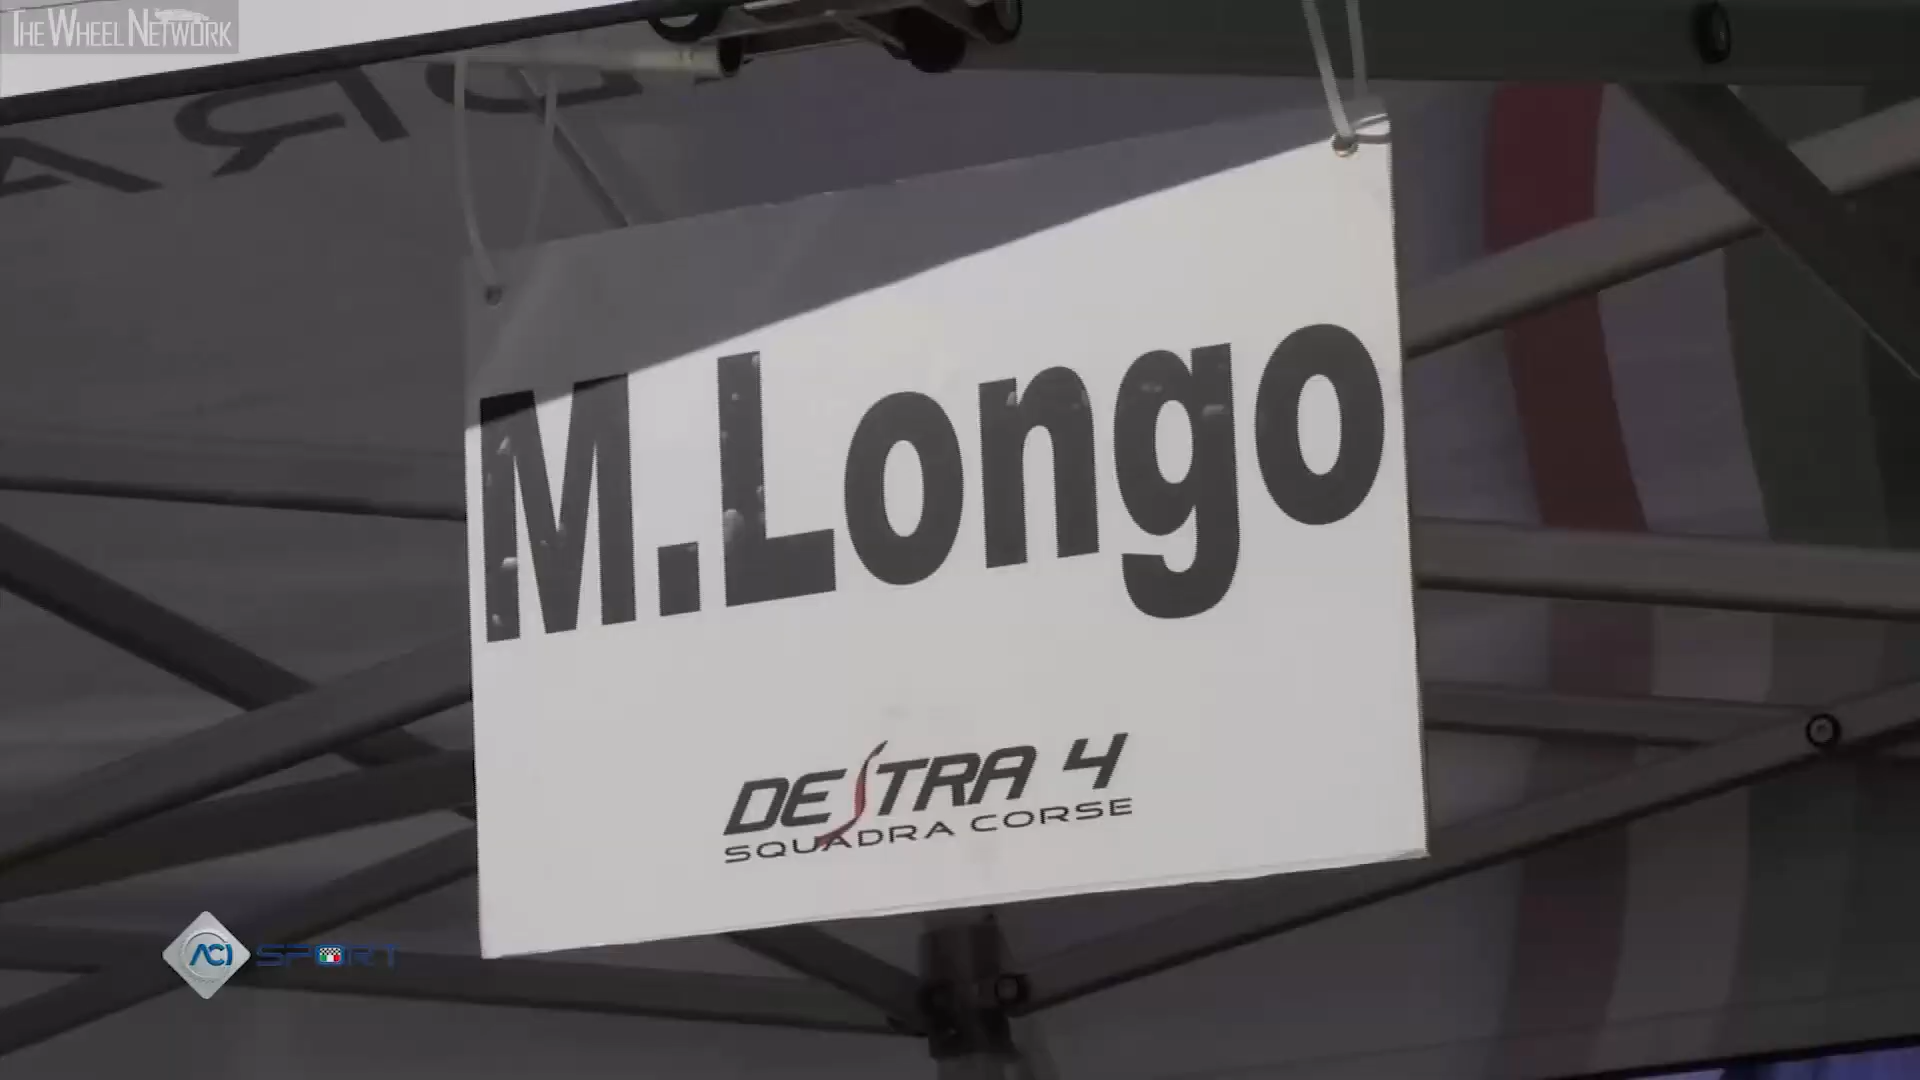 THE WHEEL NETWORK
M.Longo
DESTRA 4
SQUADRA CORSE
ACI SPORT